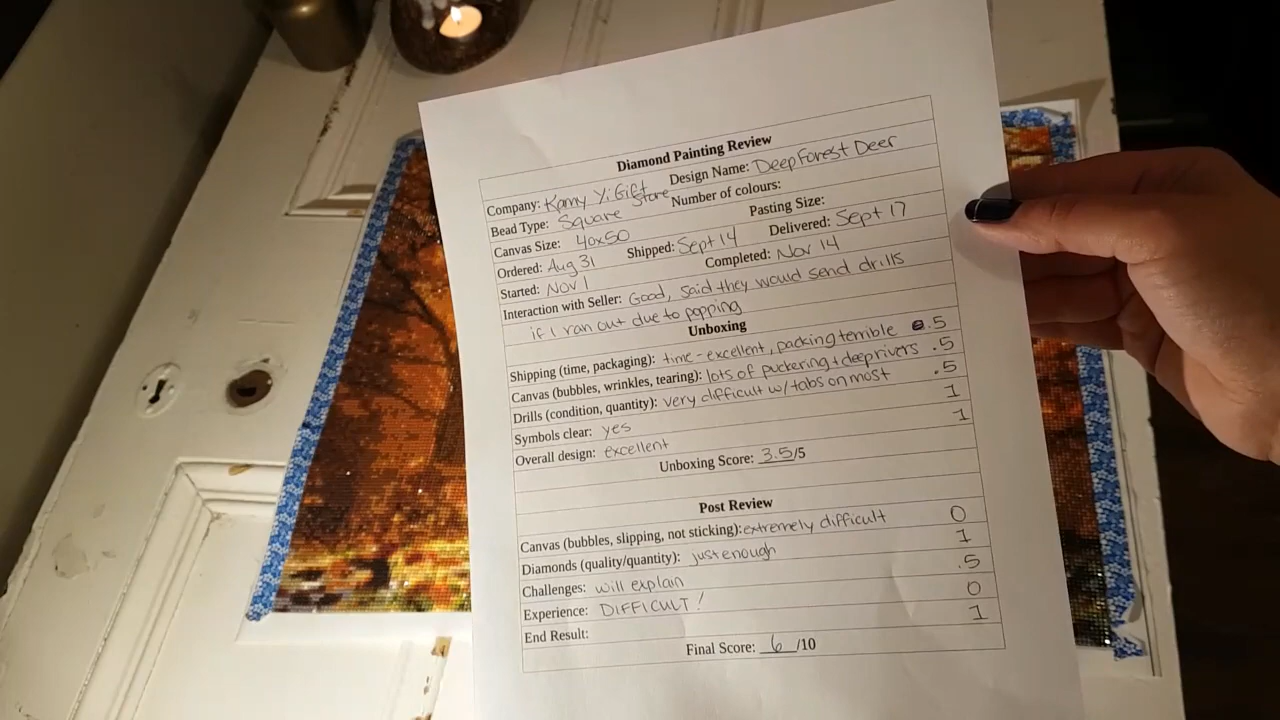 Diamond Painting Review
Company: Kamy Yi Gift Store Design Name: Deep Forest Deer
Bead Type: Square Number of colours:
Canvas Size: 40x50 Pasting Size:
Ordered: Aug 31 Shipped: Sept 14 Delivered: Sept 17
Started: Nov 1 Completed: Nov 14
Interaction with Seller: Good, said they would send drills
if I ran out due to popping
Unboxing
Shipping (time, packaging): time - excellent, packing terrible .5
Canvas (bubbles, wrinkles, tearing): lots of puckering + deep rivers .5
Drills (condition, quantity): very difficult w/ tabs on most .5
Symbols clear: yes 1
Overall design: excellent 1
Unboxing Score: 3.5/5
Post Review
Canvas (bubbles, slipping, not sticking): extremely difficult 0
Diamonds (quality/quantity): just enough 1
Challenges: will explain .5
Experience: DIFFICULT! 0
End Result: 1
Final Score: 6/10